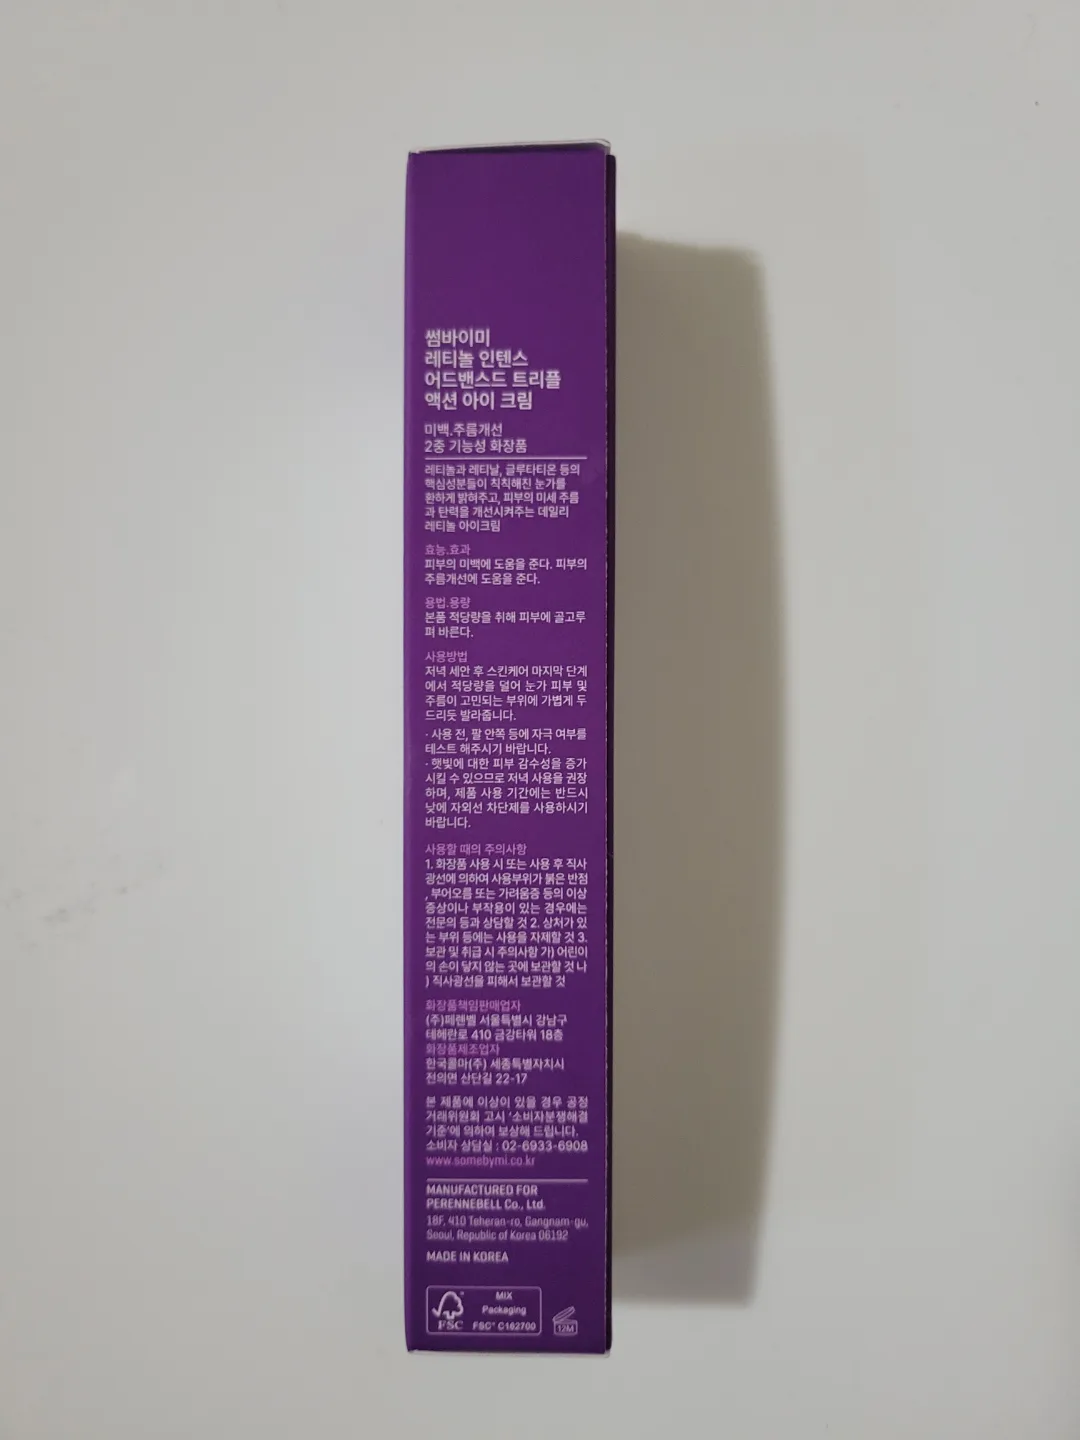 썸바이미
레티놀 인텐스
어드밴스드 트리플
액션 아이 크림
미백.주름개선
2중 기능성 화장품
레티놀과 레티날, 글루타티온 등의
핵심성분들이 칙칙해진 눈가를
환하게 밝혀주고, 피부의 미세 주름
과 탄력을 개선시켜주는 데일리
레티놀 아이크림
효능.효과
피부의 미백에 도움을 준다. 피부의
주름개선에 도움을 준다.
용법.용량
본품 적당량을 취해 피부에 골고루
펴 바른다.
사용방법
저녁 세안 후 스킨케어 마지막 단계
에서 적당량을 덜어 눈가 피부 및
주름이 고민되는 부위에 가볍게 두
드리듯 발라줍니다.
· 사용 전, 팔 안쪽 등에 자극 여부를
테스트 해주시기 바랍니다.
· 햇빛에 대한 피부 감수성을 증가
시킬 수 있으므로 저녁 사용을 권장
하며, 제품 사용 기간에는 반드시
낮에 자외선 차단제를 사용하시기
바랍니다.
사용할 때의 주의사항
1. 화장품 사용 시 또는 사용 후 직사
광선에 의하여 사용부위가 붉은 반점
, 부어오름 또는 가려움증 등의 이상
증상이나 부작용이 있는 경우에는
전문의 등과 상담할 것 2. 상처가 있
는 부위 등에는 사용을 자제할 것 3.
보관 및 취급 시 주의사항 가) 어린이
의 손이 닿지 않는 곳에 보관할 것 나
) 직사광선을 피해서 보관할 것
화장품책임판매업자
(주)페렌벨 서울특별시 강남구
테헤란로 410 금강타워 18층
화장품제조업자
한국콜마(주) 세종특별자치시
전의면 산단길 22-17
본 제품에 이상이 있을 경우 공정
거래위원회 고시 '소비자분쟁해결
기준'에 의하여 보상해 드립니다.
소비자 상담실 : 02-6933-6908
www.somebymi.co.kr
MANUFACTURED FOR
PERENNEBELL Co., Ltd.
18F, 410 Teheran-ro, Gangnam-gu,
Seoul, Republic of Korea 06192
MADE IN KOREA
MIX
Packaging
FSC
FSC® C162700
12M